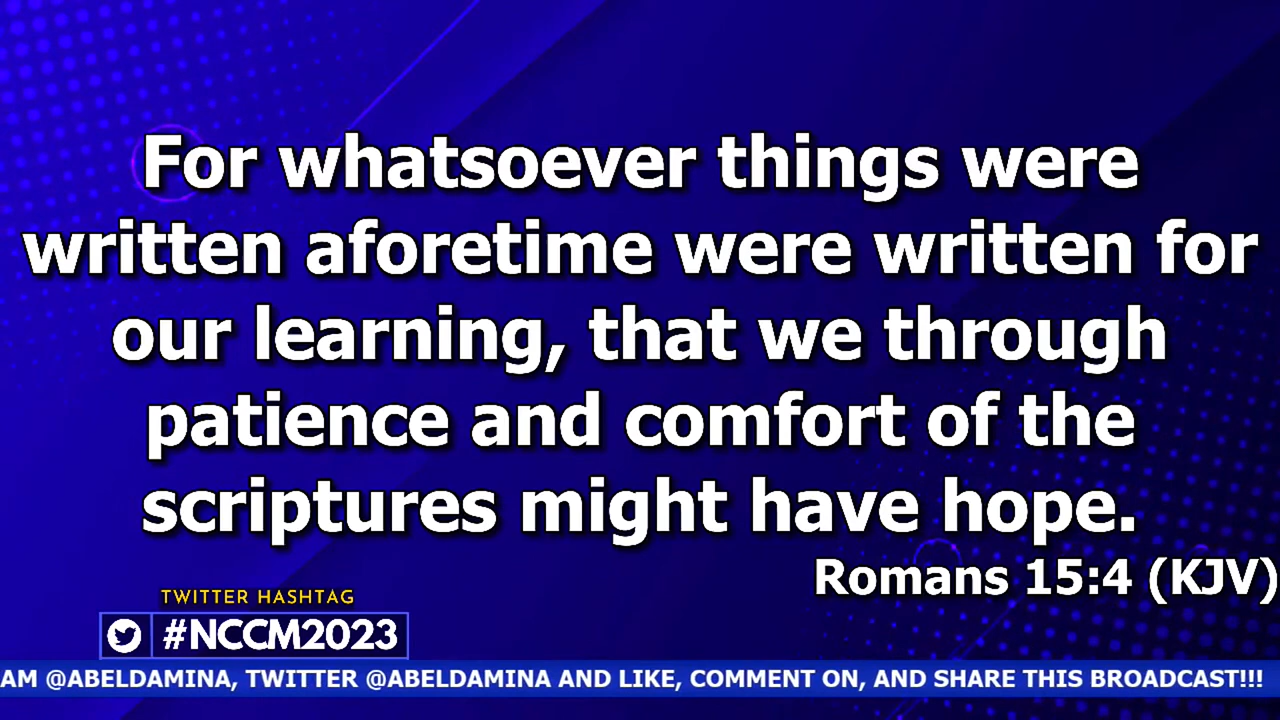 For whatsoever things were
written aforetime were written for
our learning, that we through
patience and comfort of the
scriptures might have hope.
Romans 15:4 (KJV)
TWITTER HASHTAG
#NCCM2023
AM @ABELDAMINA, TWITTER @ABELDAMINA AND LIKE, COMMENT ON, AND SHARE THIS BROADCAST!!!